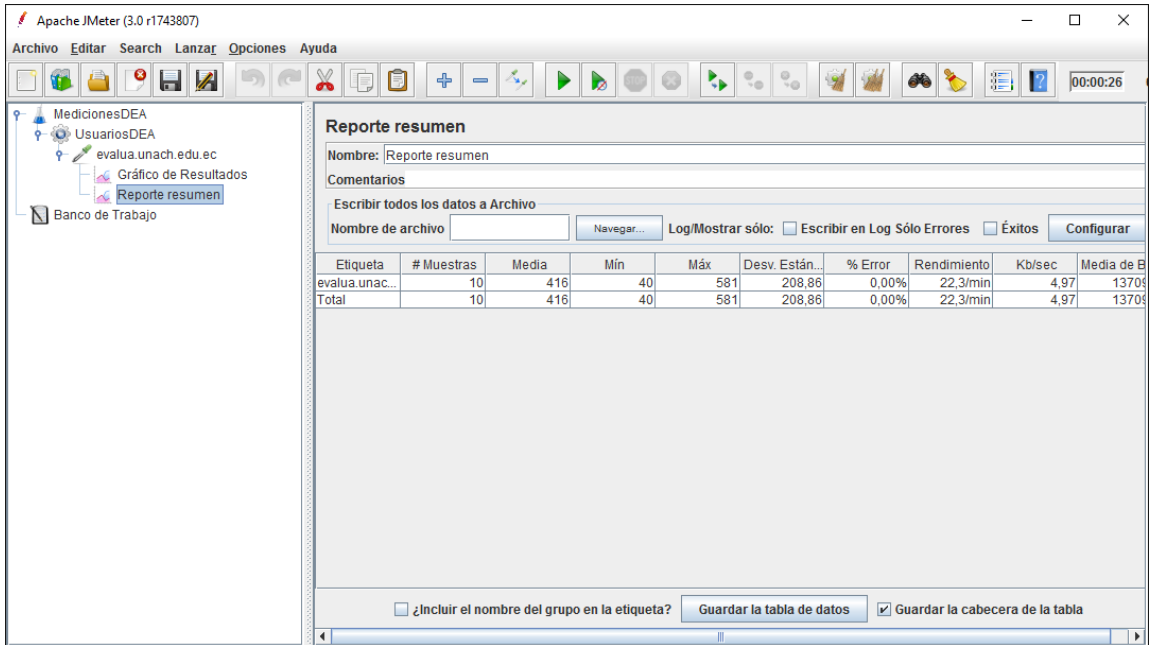 Apache JMeter (3.0 r1743807)
Archivo Editar Search Lanzar Opciones Ayuda
STOP
00:00:26
MedicionesDEA
UsuariosDEA
evalua.unach.edu.ec
Gráfico de Resultados
Reporte resumen
Banco de Trabajo
Reporte resumen
Nombre: Reporte resumen
Comentarios
Escribir todos los datos a Archivo
Nombre de archivo Navegar... Log/Mostrar sólo: Escribir en Log Sólo Errores Éxitos Configurar
Etiqueta # Muestras Media Mín Máx Desv. Están... % Error Rendimiento Kb/sec Media de B
evalua.unac... 10 416 40 581 208,86 0,00% 22,3/min 4,97 13709
Total 10 416 40 581 208,86 0,00% 22,3/min 4,97 13709
¿Incluir el nombre del grupo en la etiqueta? Guardar la tabla de datos Guardar la cabecera de la tabla